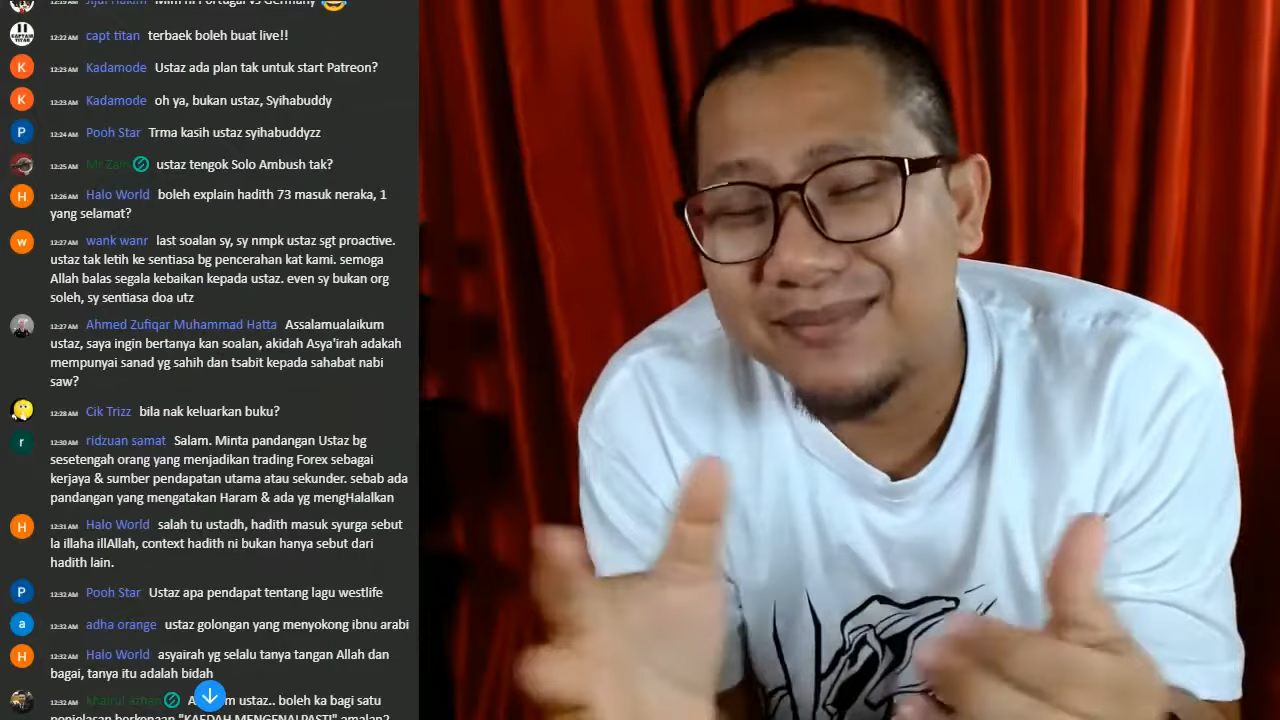 12:22 AM capt titan terbaek boleh buat live!!
K 12:23 AM Kadamode Ustaz ada plan tak untuk start Patreon?
K 12:23 AM Kadamode oh ya, bukan ustaz, Syihabuddy
P 12:24 AM Pooh Star Trma kasih ustaz syihabuddyzz
12:25 AM Mr Zain ustaz tengok Solo Ambush tak?
H 12:26 AM Halo World boleh explain hadith 73 masuk neraka, 1
yang selamat?
w 12:27 AM wank wanr last soalan sy, sy nmpk ustaz sgt proactive.
ustaz tak letih ke sentiasa bg pencerahan kat kami. semoga
Allah balas segala kebaikan kepada ustaz. even sy bukan org
soleh, sy sentiasa doa utz
12:27 AM Ahmed Zufiqar Muhammad Hatta Assalamualaikum
ustaz, saya ingin bertanya kan soalan, akidah Asya'irah adakah
mempunyai sanad yg sahih dan tsabit kepada sahabat nabi
saw?
12:28 AM Cik Trizz bila nak keluarkan buku?
r 12:30 AM ridzuan samat Salam. Minta pandangan Ustaz bg
sesetengah orang yang menjadikan trading Forex sebagai
kerjaya & sumber pendapatan utama atau sekunder. sebab ada
pandangan yang mengatakan Haram & ada yg mengHalalkan
H 12:31 AM Halo World salah tu ustadh, hadith masuk syurga sebut
la illaha illAllah, context hadith ni bukan hanya sebut dari
hadith lain.
P 12:32 AM Pooh Star Ustaz apa pendapat tentang lagu westlife
a 12:32 AM adha orange ustaz golongan yang menyokong ibnu arabi
H 12:32 AM Halo World asyairah yg selalu tanya tangan Allah dan
bagai, tanya itu adalah bidah
12:32 AM Khairul Azhan ustaz.. boleh ka bagi satu
penjelasan berkenaan "KAEDAH MENGENALPASTI" amalan2